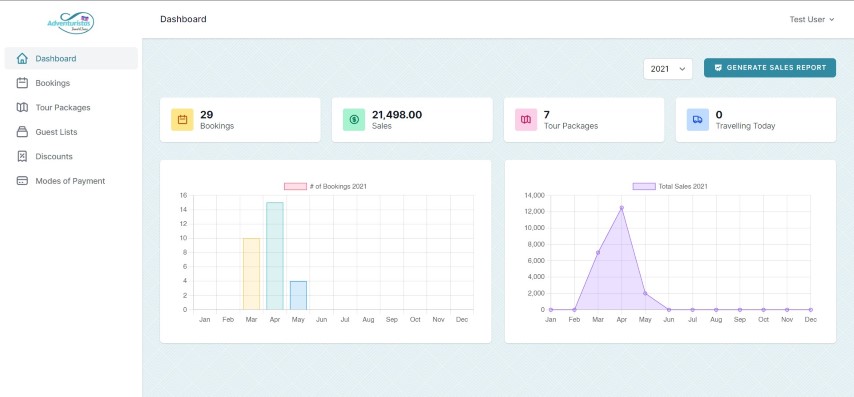 Adventuristas
Dashboard
Test User
Dashboard
Bookings
Tour Packages
Guest Lists
Discounts
Modes of Payment
2021
GENERATE SALES REPORT
29
Bookings
21,498.00
Sales
7
Tour Packages
0
Travelling Today
# of Bookings 2021
16
14
12
10
8
6
4
2
0
Jan Feb Mar Apr May Jun Jul Aug Sep Oct Nov Dec
Total Sales 2021
14,000
12,000
10,000
8,000
6,000
4,000
2,000
0
Jan Feb Mar Apr May Jun Jul Aug Sep Oct Nov Dec